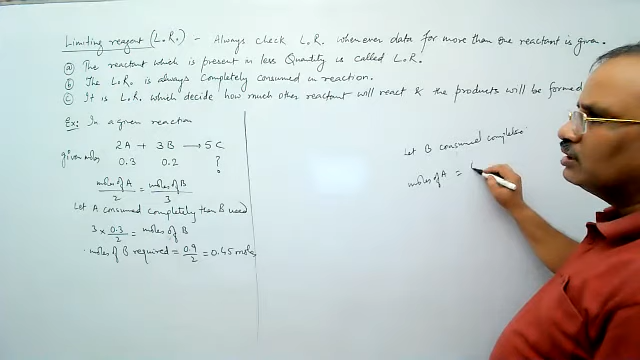 Limiting reagent (L.R.) - Always check L.R. whenever data for more than one reactant is given.
(a) The reactant which is present in less Quantity is called L.R.
(b) The L.R. is always completely consumed in reaction.
(c) It is L.R. which decide how much other reactant will react & the products will be formed
Ex: In a given reaction
2A + 3B → 5C
given moles 0.3 0.2 ?
moles of A / 2 = moles of B / 3
Let A consumed completely then B used
3 × 0.3 / 2 = moles of B
moles of B required = 0.9 / 2 = 0.45 moles
Let B consumed
moles of A =